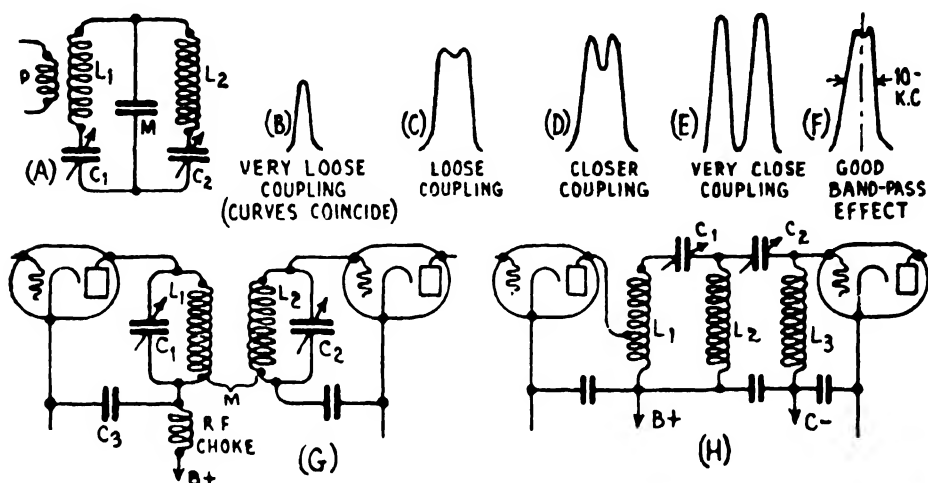 P
L1
M
L2
(A)
C1
C2
(B)
VERY LOOSE
COUPLING
(CURVES COINCIDE)
(C)
LOOSE
COUPLING
(D)
CLOSER
COUPLING
(E)
VERY CLOSE
COUPLING
(F)
10-
K.C
GOOD
BAND-PASS
EFFECT
L1
C1
L2
C2
M
C3
R F
CHOKE
B+
(G)
C1
C2
L1
L2
L3
B+
C-
(H)